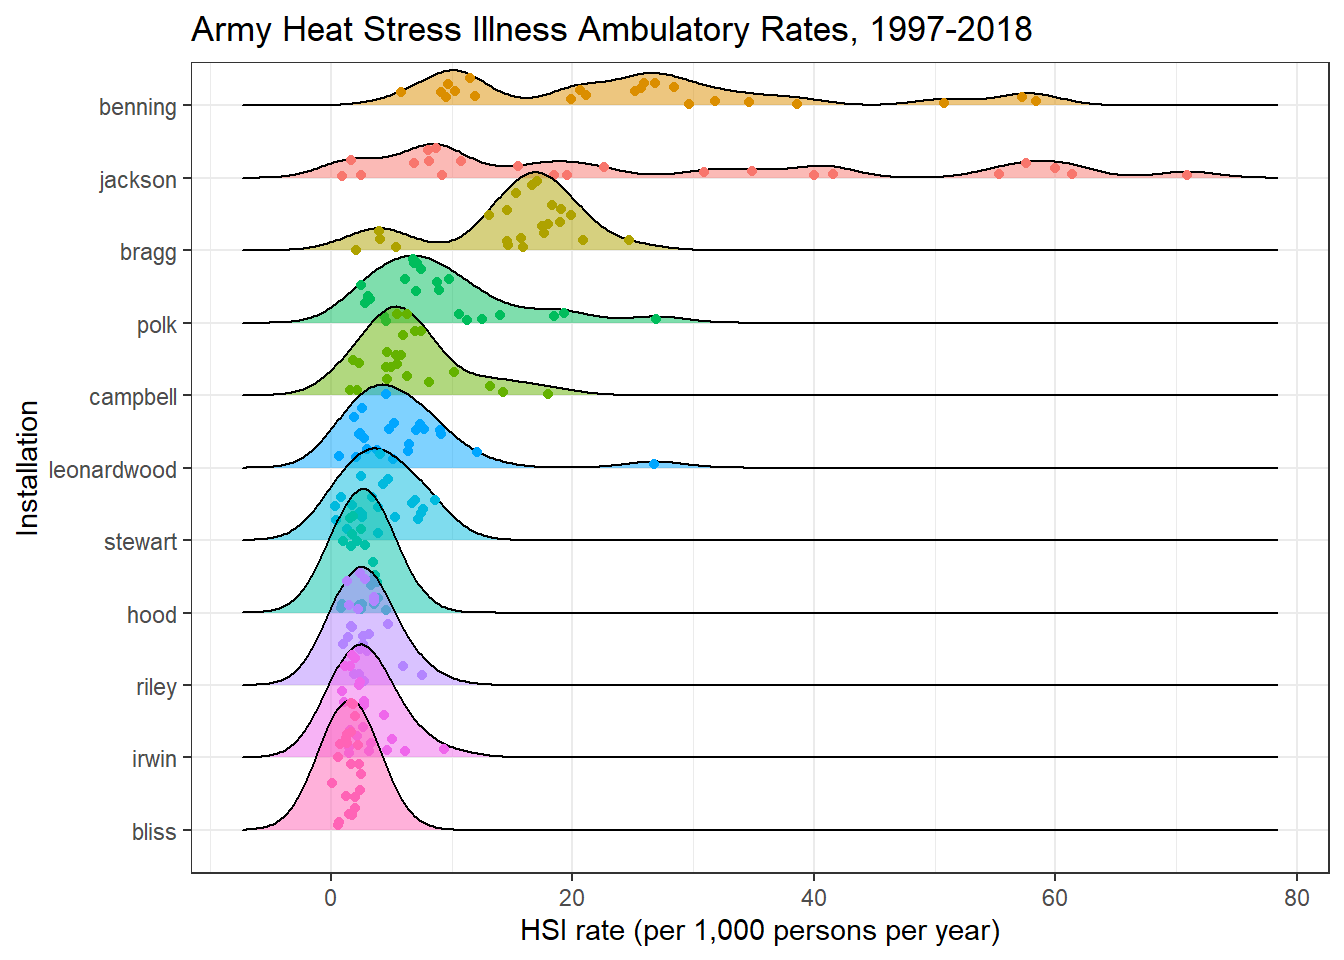 Army Heat Stress Illness Ambulatory Rates, 1997-2018
Installation
benning
jackson
bragg
polk
campbell
leonardwood
stewart
hood
riley
irwin
bliss
0 20 40 60 80
HSI rate (per 1,000 persons per year)